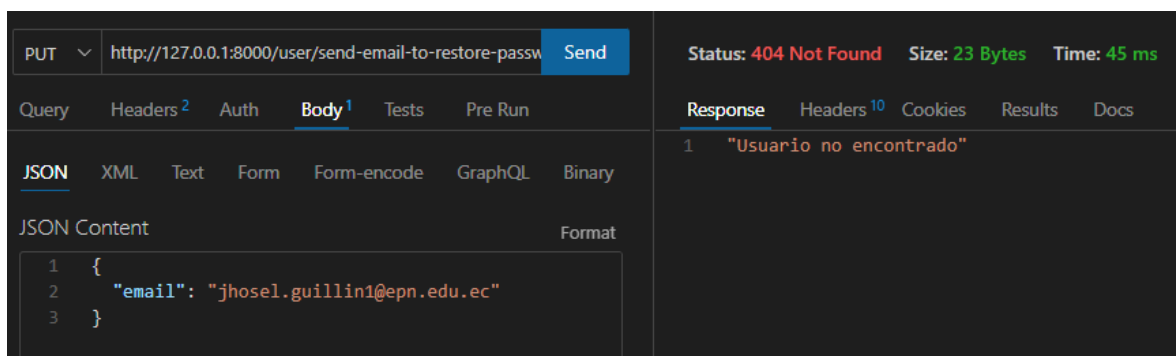 PUT http://127.0.0.1:8000/user/send-email-to-restore-passw Send
Query Headers 2 Auth Body 1 Tests Pre Run
JSON XML Text Form Form-encode GraphQL Binary
JSON Content Format
1 {
2 "email": "jhosel.guillin1@epn.edu.ec"
3 }
Status: 404 Not Found Size: 23 Bytes Time: 45 ms
Response Headers 10 Cookies Results Docs
1 "Usuario no encontrado"